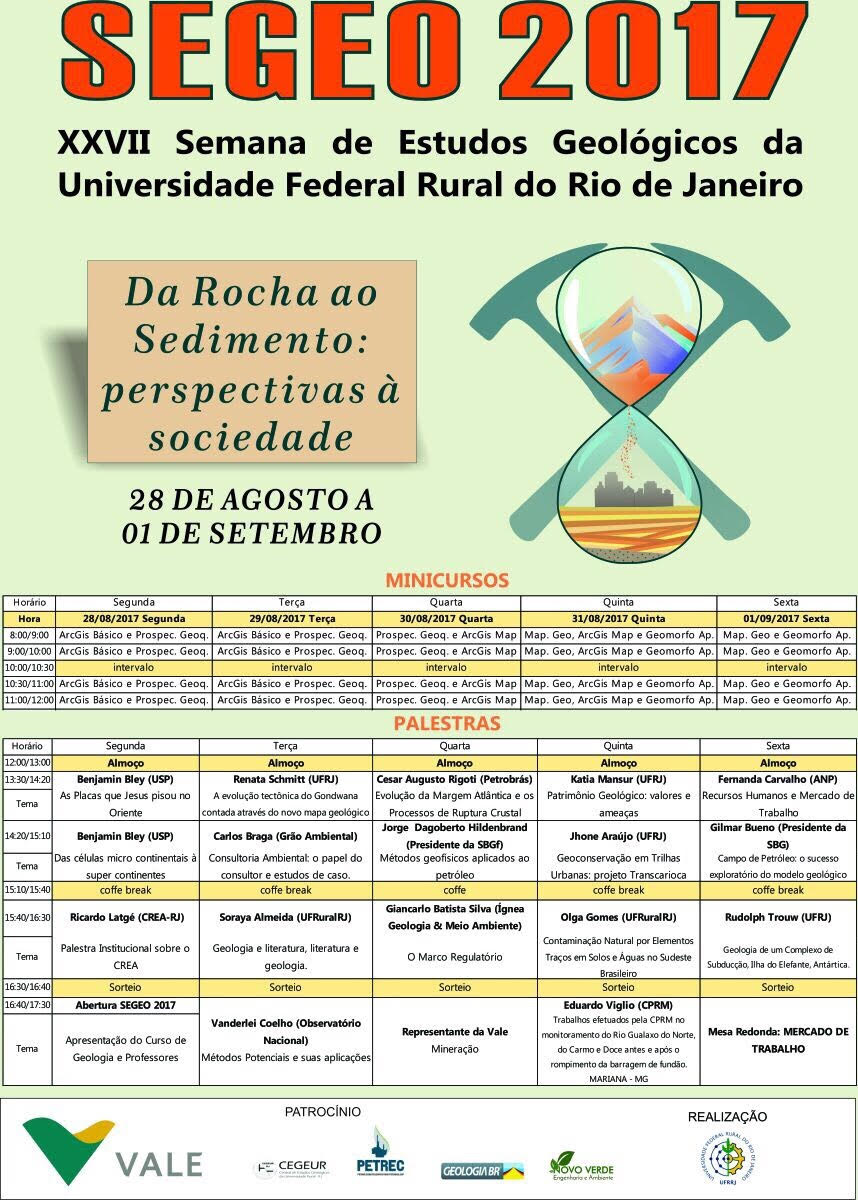 SEGEO 2017
XXVII Semana de Estudos Geológicos da
Universidade Federal Rural do Rio de Janeiro
Da Rocha ao
Sedimento:
perspectivas à
sociedade
28 DE AGOSTO A
01 DE SETEMBRO
MINICURSOS
Horário Segunda Terça Quarta Quinta Sexta
Hora 28/08/2017 Segunda 29/08/2017 Terça 30/08/2017 Quarta 31/08/2017 Quinta 01/09/2017 Sexta
8:00/9:00 ArcGis Básico e Prospec. Geoq. ArcGis Básico e Prospec. Geoq. Prospec. Geoq. e ArcGis Map Map. Geo, ArcGis Map e Geomorfo Ap. Map. Geo e Geomorfo Ap.
9:00/10:00 ArcGis Básico e Prospec. Geoq. ArcGis Básico e Prospec. Geoq. Prospec. Geoq. e ArcGis Map Map. Geo, ArcGis Map e Geomorfo Ap. Map. Geo e Geomorfo Ap.
10:00/10:30 intervalo intervalo intervalo intervalo intervalo
10:30/11:00 ArcGis Básico e Prospec. Geoq. ArcGis Básico e Prospec. Geoq. Prospec. Geoq. e ArcGis Map Map. Geo, ArcGis Map e Geomorfo Ap. Map. Geo e Geomorfo Ap.
11:00/12:00 ArcGis Básico e Prospec. Geoq. ArcGis Básico e Prospec. Geoq. Prospec. Geoq. e ArcGis Map Map. Geo, ArcGis Map e Geomorfo Ap. Map. Geo e Geomorfo Ap.
PALESTRAS
Horário Segunda Terça Quarta Quinta Sexta
12:00/13:00 Almoço Almoço Almoço Almoço Almoço
13:30/14:20 Benjamin Bley (USP) Renata Schmitt (UFRJ) Cesar Augusto Rigoti (Petrobrás) Katia Mansur (UFRJ) Fernanda Carvalho (ANP)
Tema
As Placas que Jesus pisou no
Oriente
A evolução tectônica do Gondwana
contada através do novo mapa geológico
Evolução da Margem Atlântica e os
Processos de Ruptura Crustal
Patrimônio Geológico: valores e
ameaças
Recursos Humanos e Mercado de
Trabalho
14:20/15:10 Benjamin Bley (USP) Carlos Braga (Grão Ambiental)
Jorge Dagoberto Hildenbrand
(Presidente da SBGf)
Jhone Araújo (UFRJ)
Gilmar Bueno (Presidente da
SBG)
Tema
Das células micro continentais à
super continentes
Consultoria Ambiental: o papel do
consultor e estudos de caso.
Métodos geofísicos aplicados ao
petróleo
Geoconservação em Trilhas
Urbanas: projeto Transcarioca
Campo de Petróleo: o sucesso
exploratório do modelo geológico
15:10/15:40 coffe break coffe break coffe coffe break coffe break
15:40/16:30 Ricardo Latgé (CREA-RJ) Soraya Almeida (UFRuralRJ)
Giancarlo Batista Silva (Ígnea
Geologia & Meio Ambiente)
Olga Gomes (UFRuralRJ) Rudolph Trouw (UFRJ)
Tema
Palestra Institucional sobre o
CREA
Geologia e literatura, literatura e
geologia.
O Marco Regulatório
Contaminação Natural por Elementos
Traços em Solos e Águas no Sudeste
Brasileiro
Geologia de um Complexo de
Subducção, Ilha do Elefante, Antártica.
16:30/16:40 Sorteio Sorteio Sorteio Sorteio Sorteio
16:40/17:30 Abertura SEGEO 2017
Tema
Apresentação do Curso de
Geologia e Professores
Vanderlei Coelho (Observatório
Nacional)
Métodos Potenciais e suas aplicações
Representante da Vale
Mineração
Eduardo Viglio (CPRM)
Trabalhos efetuados pela CPRM no
monitoramento do Rio Gualaxo do Norte,
do Carmo e Doce antes e após o
rompimento da barragem de fundão.
MARIANA - MG
Mesa Redonda: MERCADO DE
TRABALHO
PATROCÍNIO
REALIZAÇÃO
VALE
CEGEUR
PETREC
GEOLOGIA BR
NOVO VERDE
Engenharia e Ambiente
UNIVERSIDADE FEDERAL RURAL DO RIO DE JANEIRO
UFRRJ